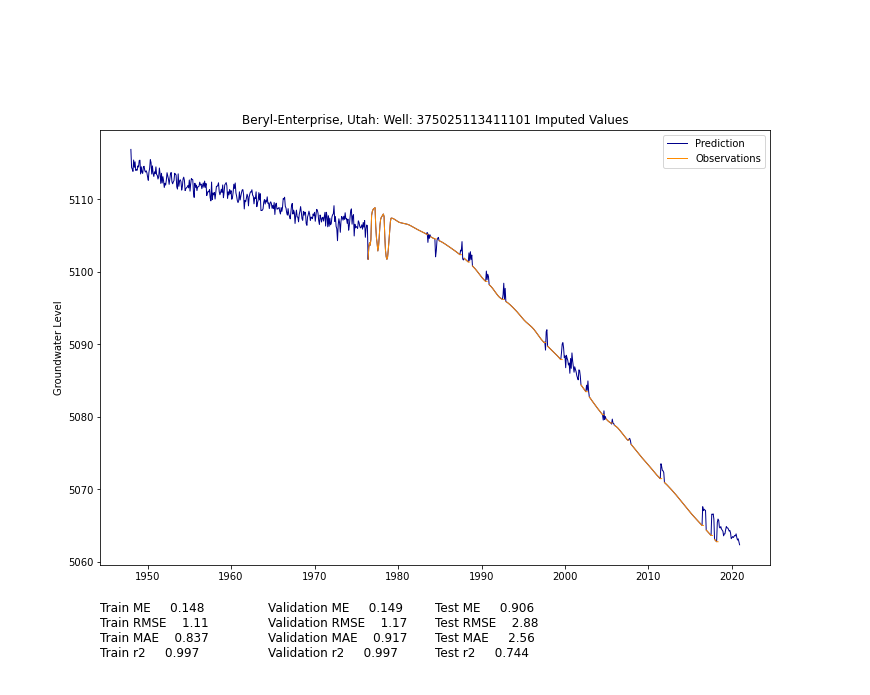 Beryl-Enterprise, Utah: Well: 375025113411101 Imputed Values
Prediction
Observations
Groundwater Level
5110
5100
5090
5080
5070
5060
1950 1960 1970 1980 1990 2000 2010 2020
Train ME 0.148 Validation ME 0.149 Test ME 0.906
Train RMSE 1.11 Validation RMSE 1.17 Test RMSE 2.88
Train MAE 0.837 Validation MAE 0.917 Test MAE 2.56
Train r2 0.997 Validation r2 0.997 Test r2 0.744